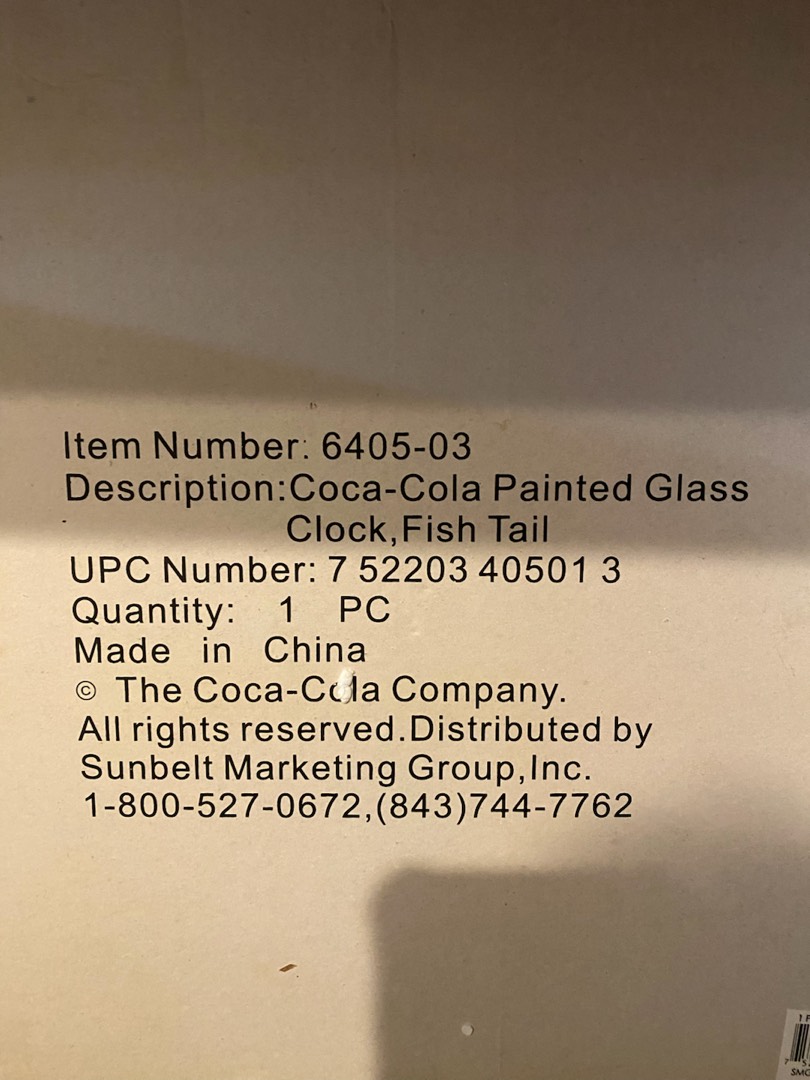 Item Number: 6405-03
Description:Coca-Cola Painted Glass
Clock,Fish Tail
UPC Number: 7 52203 40501 3
Quantity: 1 PC
Made in China
© The Coca-Cola Company.
All rights reserved.Distributed by
Sunbelt Marketing Group,Inc.
1-800-527-0672,(843)744-7762